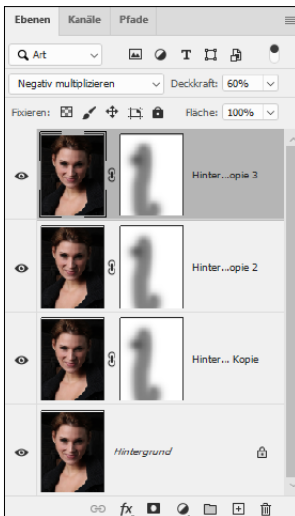 Ebenen Kanäle Pfade
Art
Negativ multiplizieren Deckkraft: 60%
Fixieren: Fläche: 100%
Hinter...opie 3
Hinter...opie 2
Hinter... Kopie
Hintergrund
fx